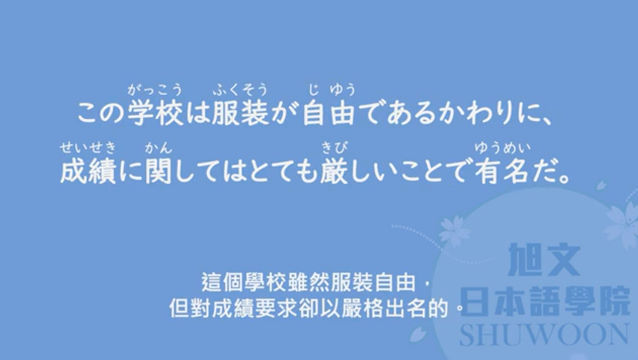 がっこう ふくそう じ ゆう
この学校は服装が自由であるかわりに、
せいせき かん きび ゆうめい
成績に関してはとても厳しいことで有名だ。
這個學校雖然服裝自由，
但對成績要求卻以嚴格出名的。
旭文
日本語學院
SHUWOON